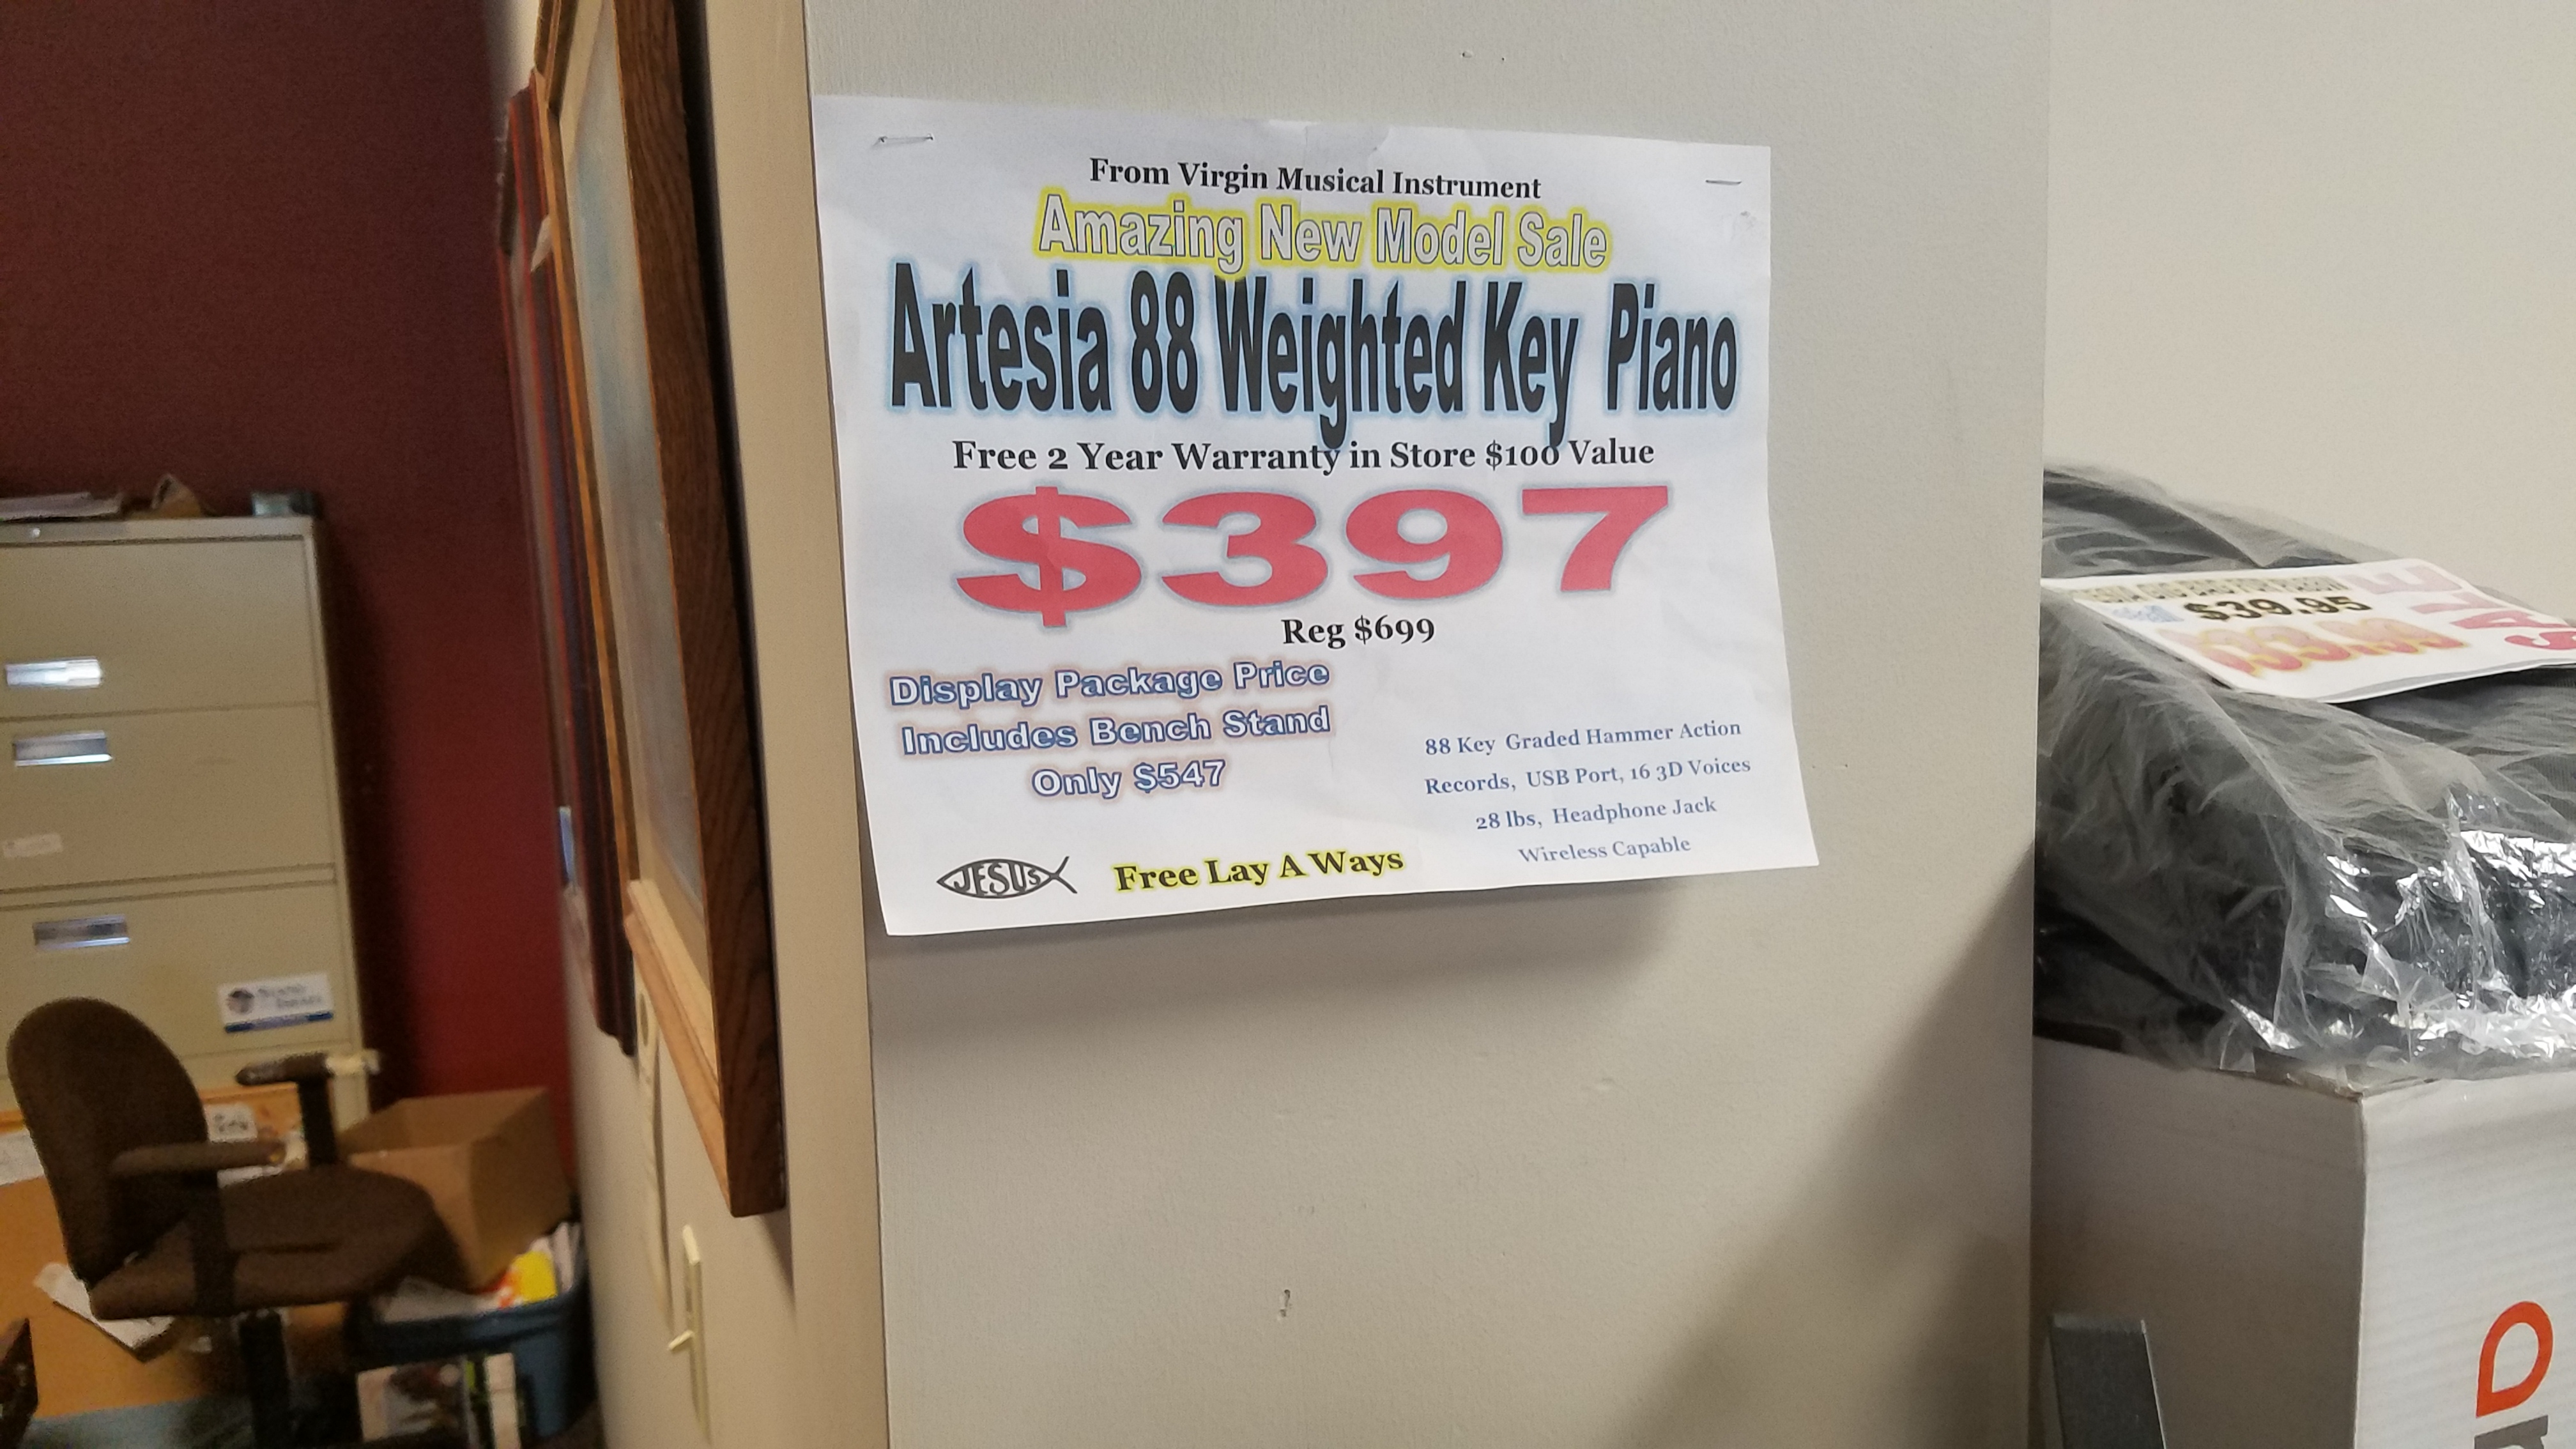 From Virgin Musical Instrument
Amazing New Model Sale
Artesia 88 Weighted Key Piano
Free 2 Year Warranty in Store $100 Value
$397
Reg $699
Display Package Price
Includes Bench Stand
Only $547
88 Key Graded Hammer Action
Records, USB Port, 16 3D Voices
28 lbs, Headphone Jack
Wireless Capable
JESUS
Free Lay A Ways
$39.95
SALE